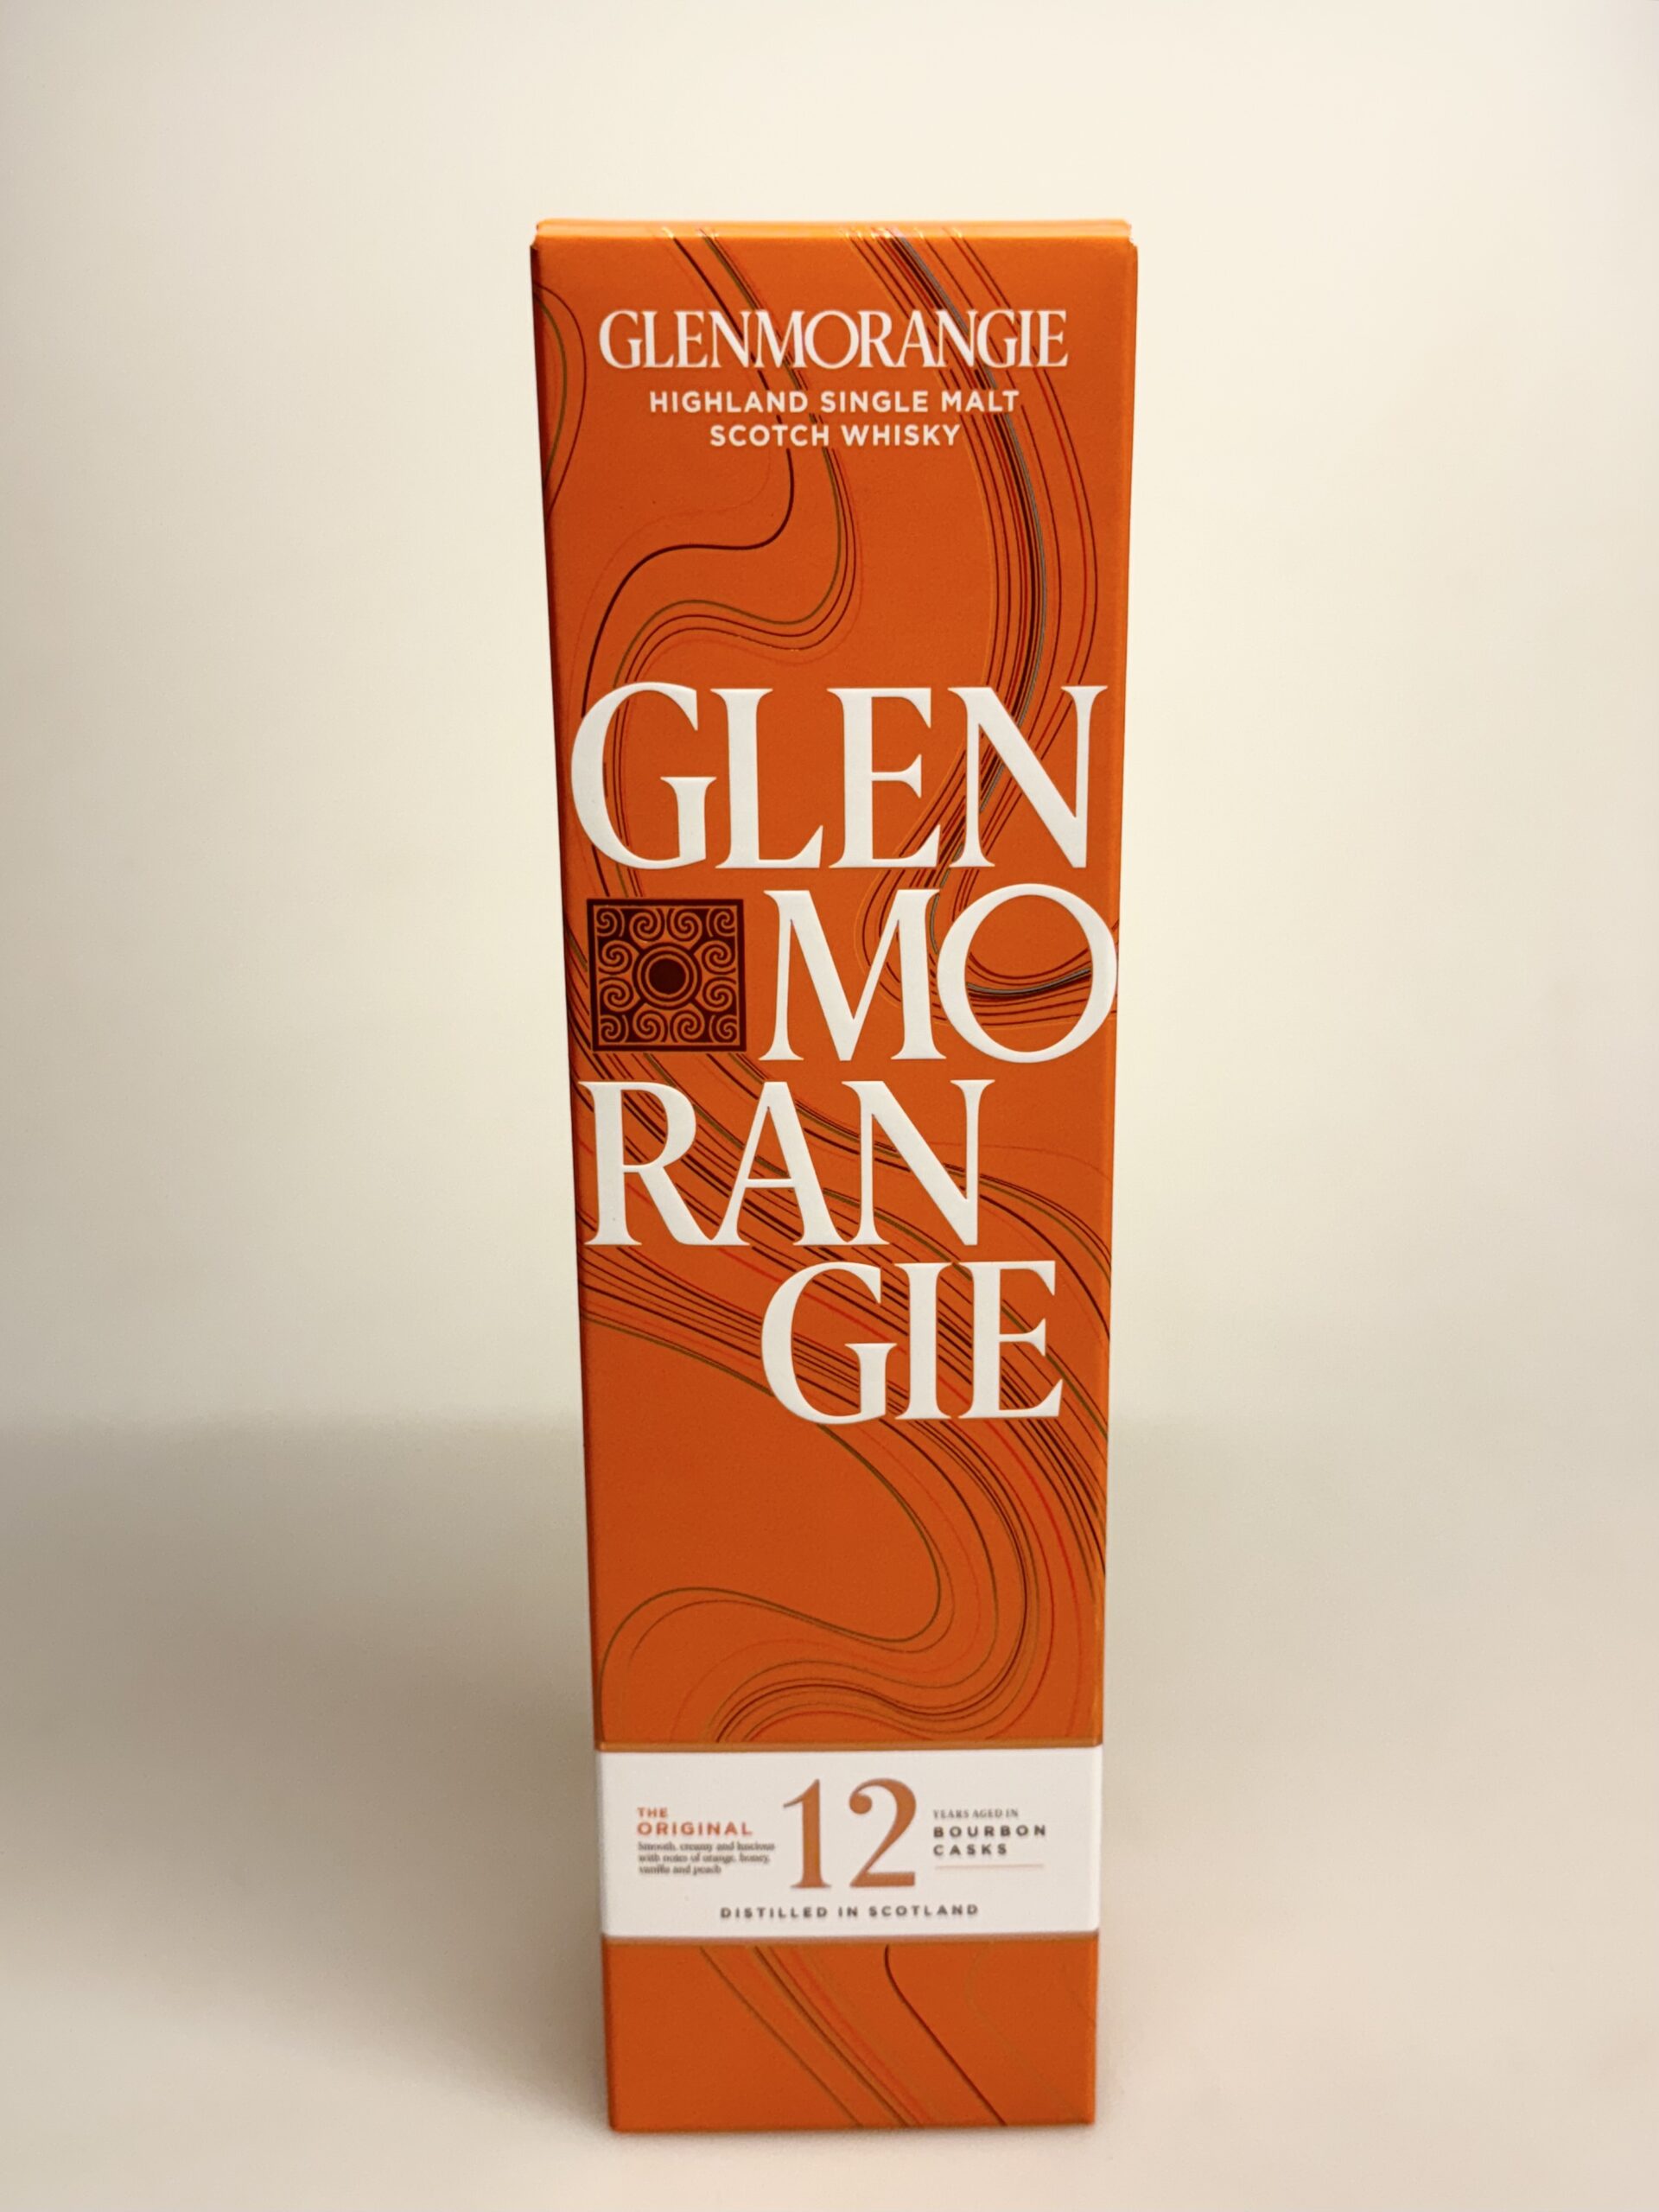 GLENMORANGIE
HIGHLAND SINGLE MALT
SCOTCH WHISKY
GLEN
MO
RAN
GIE
THE
ORIGINAL
Smooth, creamy and luscious
with notes of orange, honey,
vanilla and peach
12
YEARS AGED IN
BOURBON
CASKS
DISTILLED IN SCOTLAND